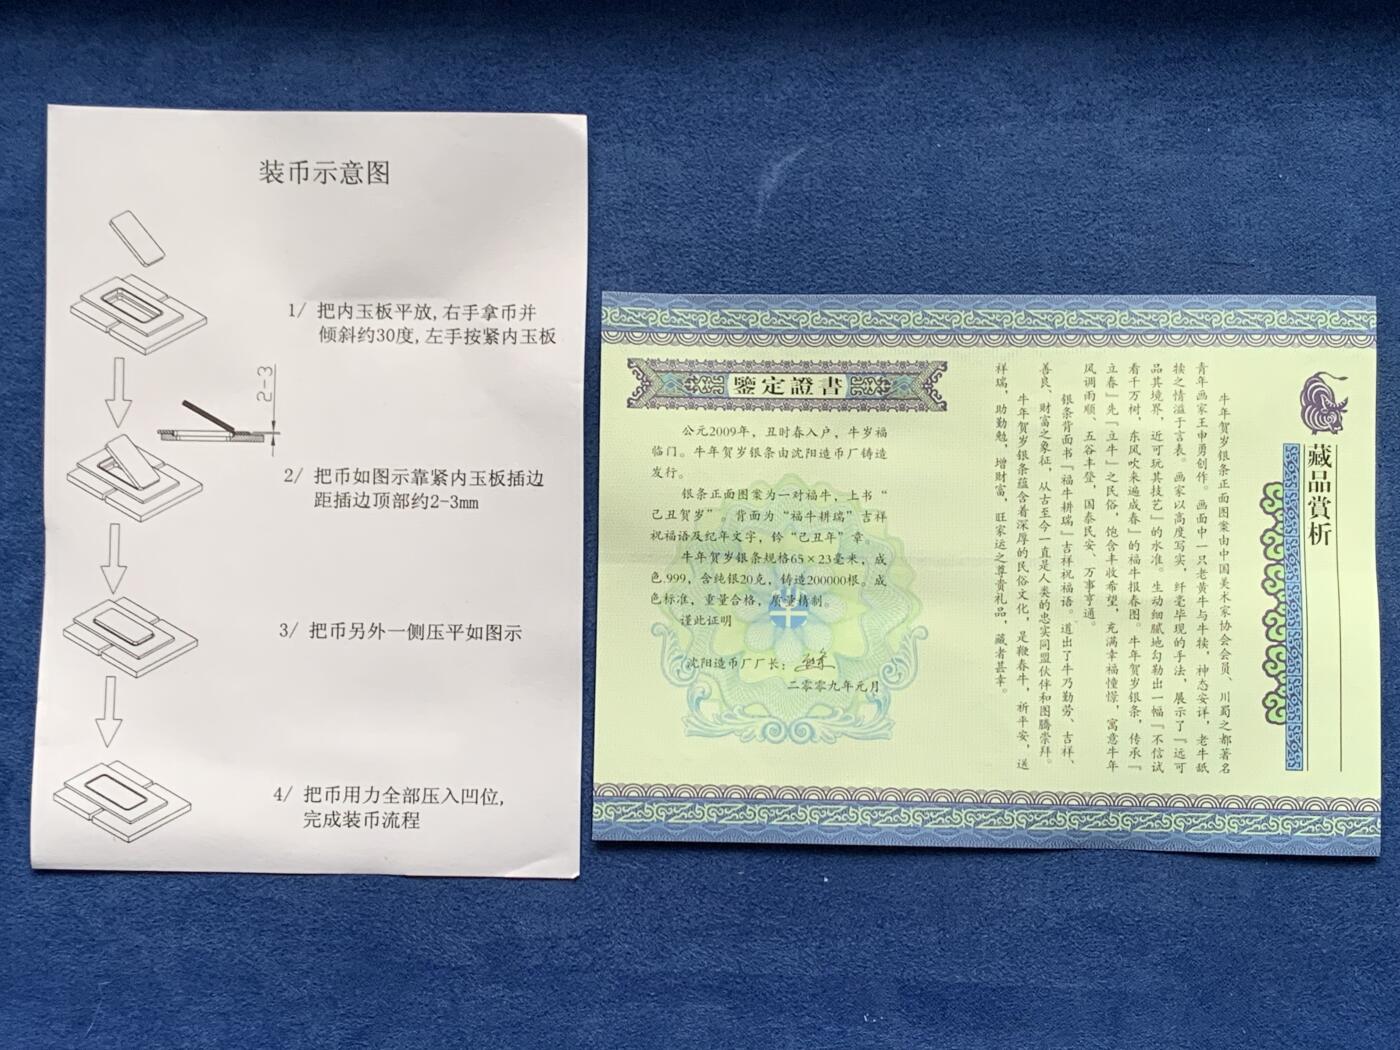 装币示意图
1/ 把内玉板平放,右手拿币并
倾斜约30度,左手按紧内玉板
2-3
2/ 把币如图示靠紧内玉板插边
距插边顶部约2-3mm
3/ 把币另外一侧压平如图示
4/ 把币用力全部压入凹位,
完成装币流程
鉴定證書
公元2009年，丑时春入户，牛岁福
临门。牛年贺岁银条由沈阳造币厂铸造
发行。
银条正面图案为一对福牛，上书“
己丑贺岁”，背面为“福牛耕瑞”吉祥
祝福语及纪年文字，钤“己丑年”章。
牛年贺岁银条规格65×23毫米，成
色.999，含纯银20克，铸造200000根。成
色标准，重量合格，质量精制。
谨此证明
沈阳造币厂厂长：
二零零九年元月
藏品赏析
牛年贺岁银条正面图案由中国美术家协会会员、川蜀之都著名
青年画家王申勇创作。画面中一只老黄牛与牛犊，神态安详，老牛舐
犊之情溢于言表。画家以高度写实，纤毫毕现的手法，展示了『远可
品其境界，近可玩其技艺』的水准。生动细腻地勾勒出一幅『不信试
看千万树，东风吹来遍成春』的福牛报春图。牛年贺岁银条，传承『
立春』先『立牛』之民俗，饱含丰收希望，充满幸福憧憬，寓意牛年
风调雨顺、五谷丰登，国泰民安、万事亨通。
银条背面书『福牛耕瑞』吉祥祝福语。道出了牛乃勤劳、吉祥、
善良、财富之象征，从古至今一直是人类的忠实同盟伙伴和图腾崇拜。
牛年贺岁银条蕴含着深厚的民俗文化，是鞭春牛，祈平安，送
祥瑞，助勤勉，增财富，旺家运之尊贵礼品，藏者甚幸。